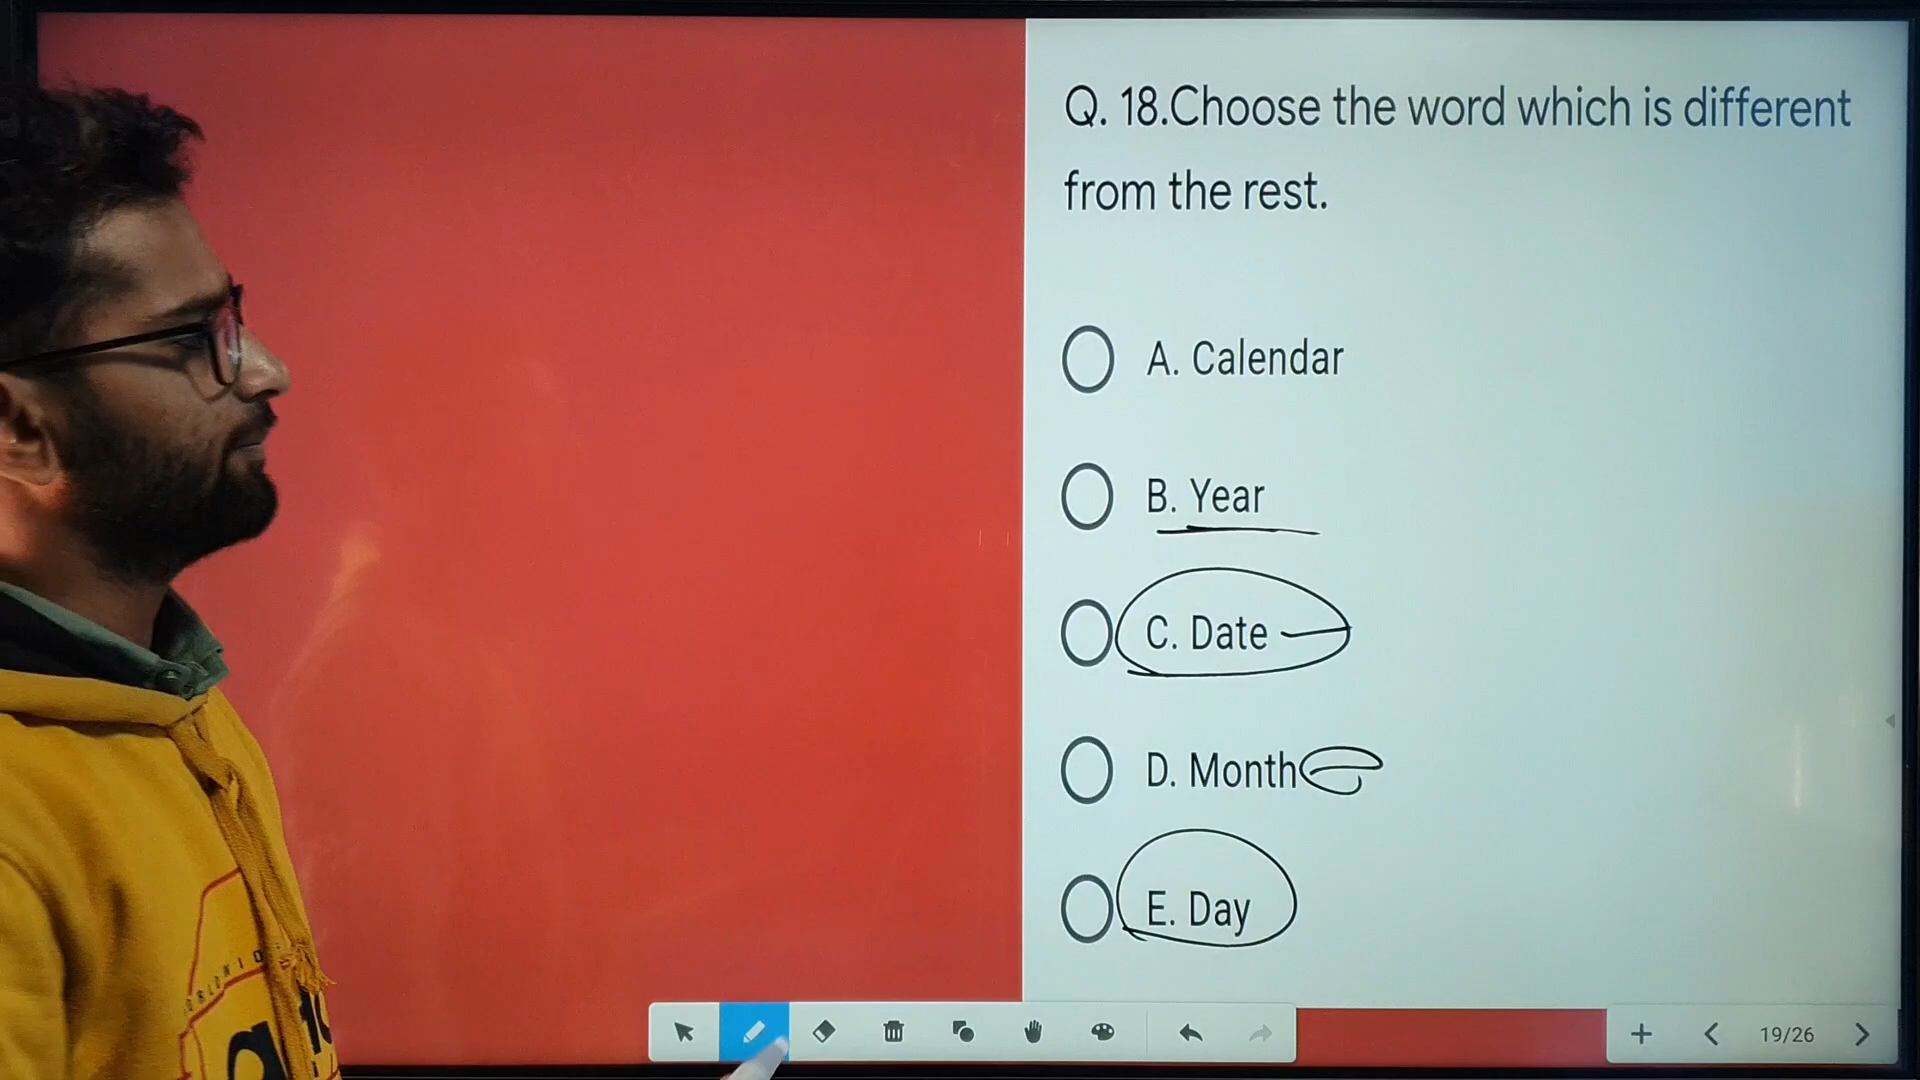 Q. 18.Choose the word which is different
from the rest.
A. Calendar
B. Year
C. Date
D. Month
E. Day
19/26